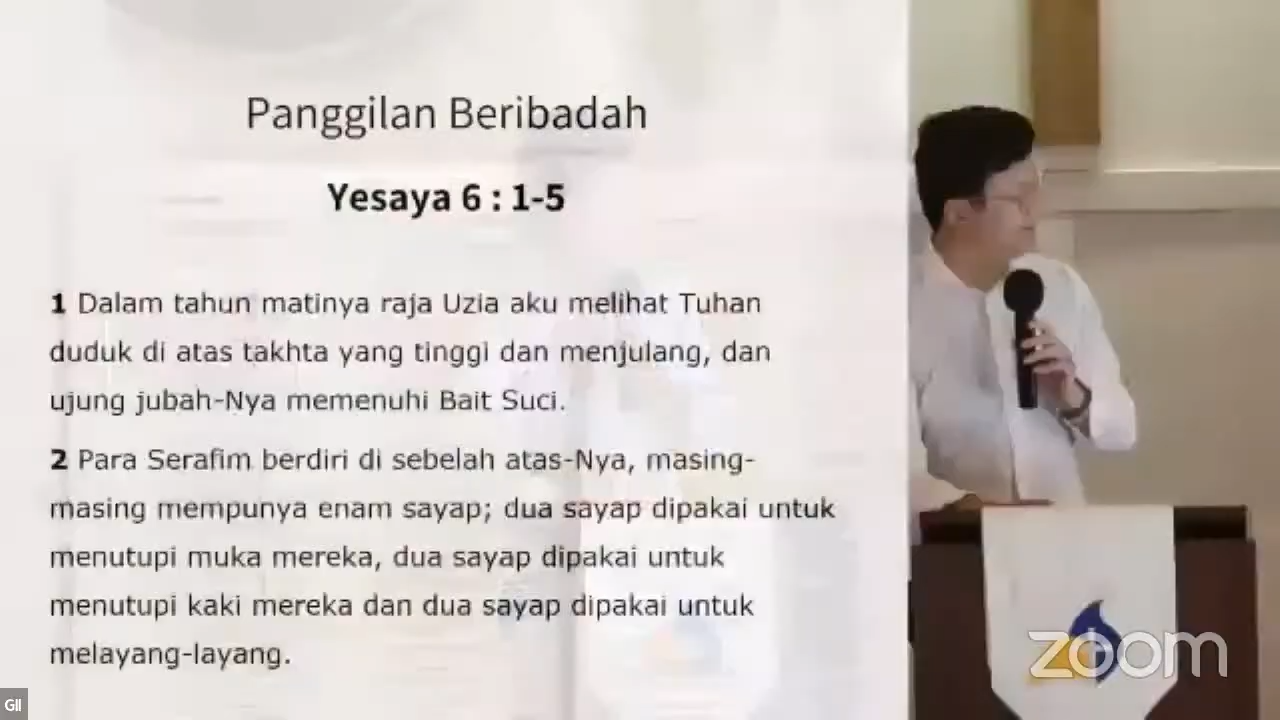 Panggilan Beribadah
Yesaya 6 : 1-5
1 Dalam tahun matinya raja Uzia aku melihat Tuhan
duduk di atas takhta yang tinggi dan menjulang, dan
ujung jubah-Nya memenuhi Bait Suci.
2 Para Serafim berdiri di sebelah atas-Nya, masing-
masing mempunya enam sayap; dua sayap dipakai untuk
menutupi muka mereka, dua sayap dipakai untuk
menutupi kaki mereka dan dua sayap dipakai untuk
melayang-layang.
zoom
GII